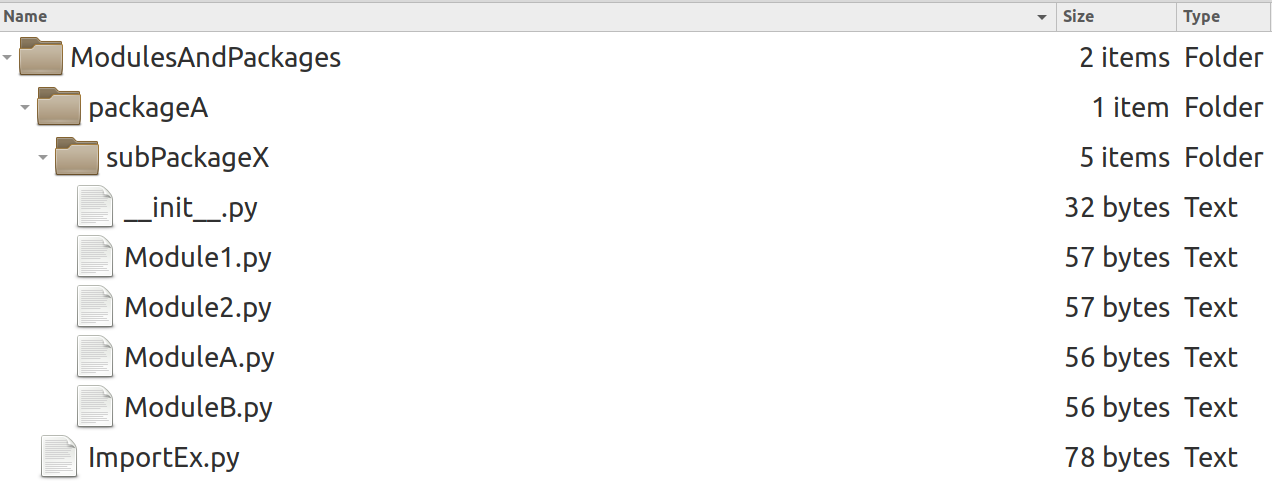 Name Size Type
ModulesAndPackages 2 items Folder
packageA 1 item Folder
subPackageX 5 items Folder
__init__.py 32 bytes Text
Module1.py 57 bytes Text
Module2.py 57 bytes Text
ModuleA.py 56 bytes Text
ModuleB.py 56 bytes Text
ImportEx.py 78 bytes Text